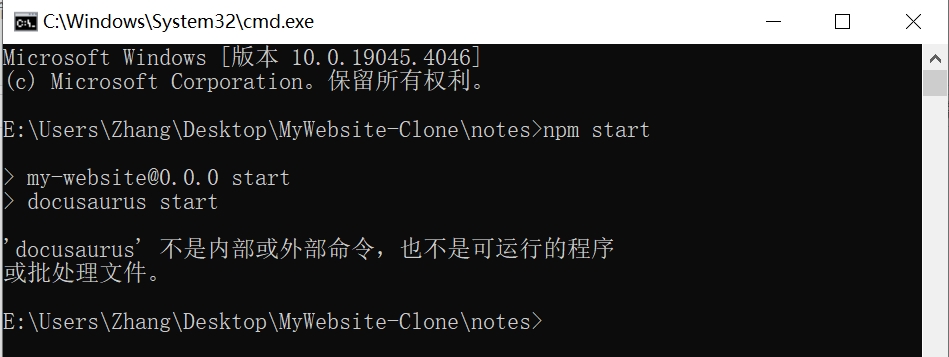 C:\Windows\System32\cmd.exe
Microsoft Windows [版本 10.0.19045.4046]
(c) Microsoft Corporation。保留所有权利。
E:\Users\Zhang\Desktop\MyWebsite-Clone\notes>npm start
> my-website@0.0.0 start
> docusaurus start
'docusaurus' 不是内部或外部命令，也不是可运行的程序
或批处理文件。
E:\Users\Zhang\Desktop\MyWebsite-Clone\notes>